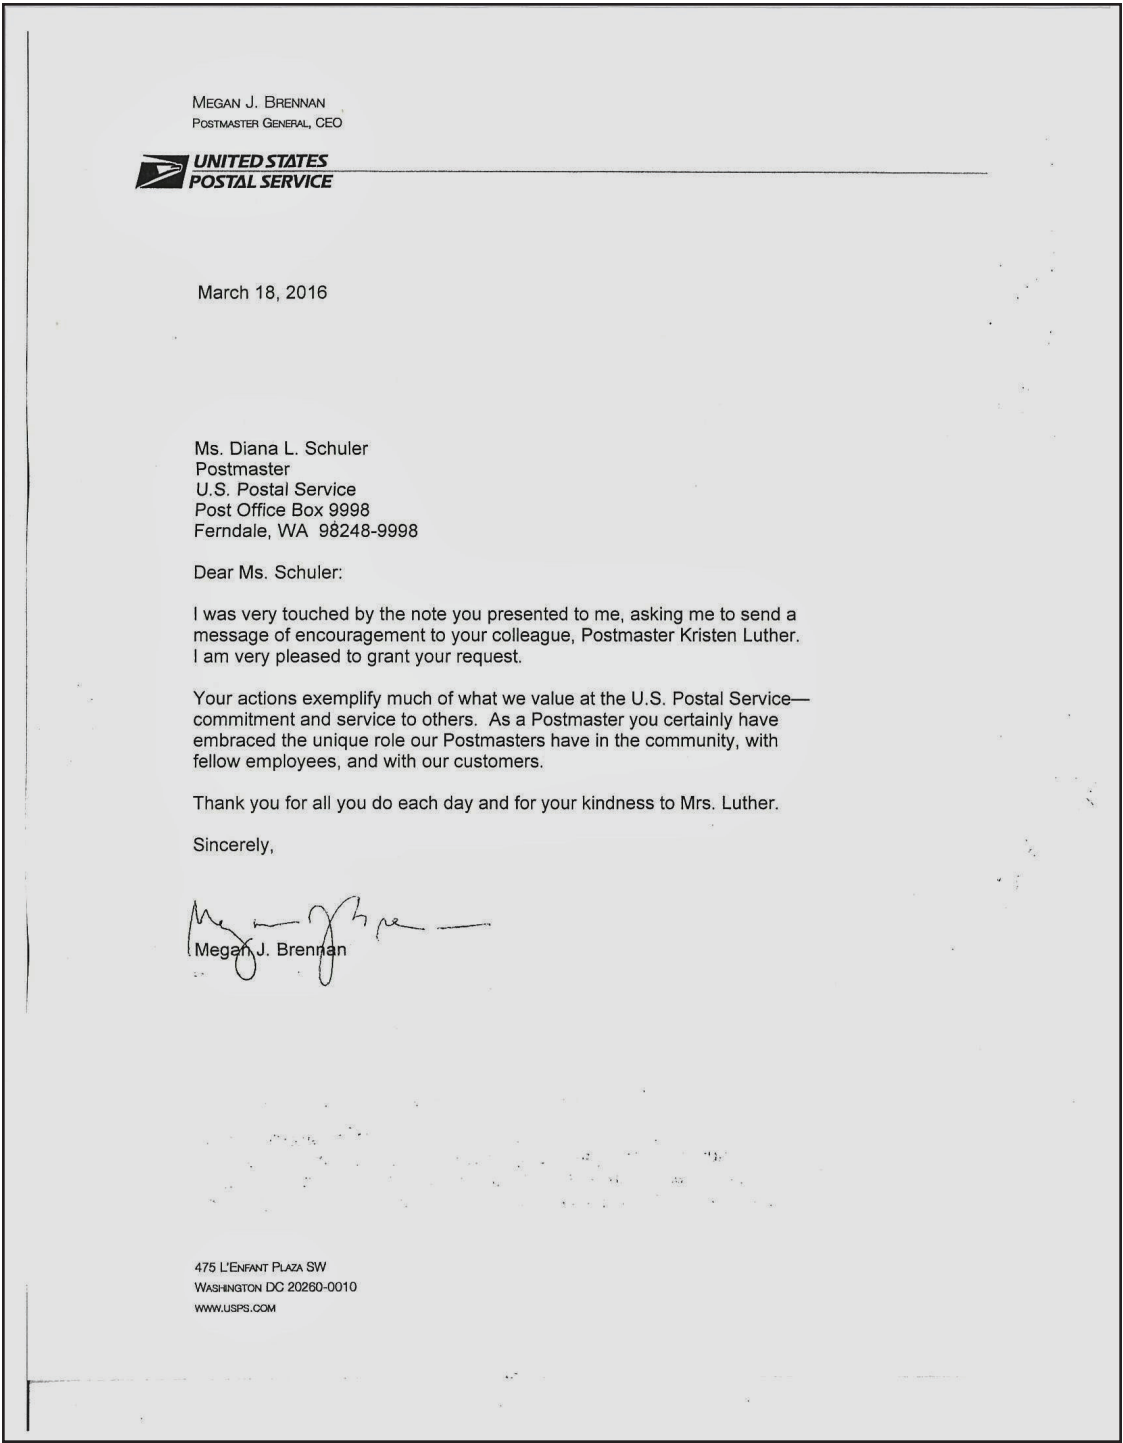 MEGAN J. BRENNAN
POSTMASTER GENERAL, CEO
UNITED STATES
POSTAL SERVICE
March 18, 2016
Ms. Diana L. Schuler
Postmaster
U.S. Postal Service
Post Office Box 9998
Ferndale, WA  98248-9998
Dear Ms. Schuler:
I was very touched by the note you presented to me, asking me to send a
message of encouragement to your colleague, Postmaster Kristen Luther.
I am very pleased to grant your request.
Your actions exemplify much of what we value at the U.S. Postal Service—
commitment and service to others.  As a Postmaster you certainly have
embraced the unique role our Postmasters have in the community, with
fellow employees, and with our customers.
Thank you for all you do each day and for your kindness to Mrs. Luther.
Sincerely,
Megan J Brennan
Megan J. Brennan
475 L'ENFANT PLAZA SW
WASHINGTON DC 20260-0010
WWW.USPS.COM